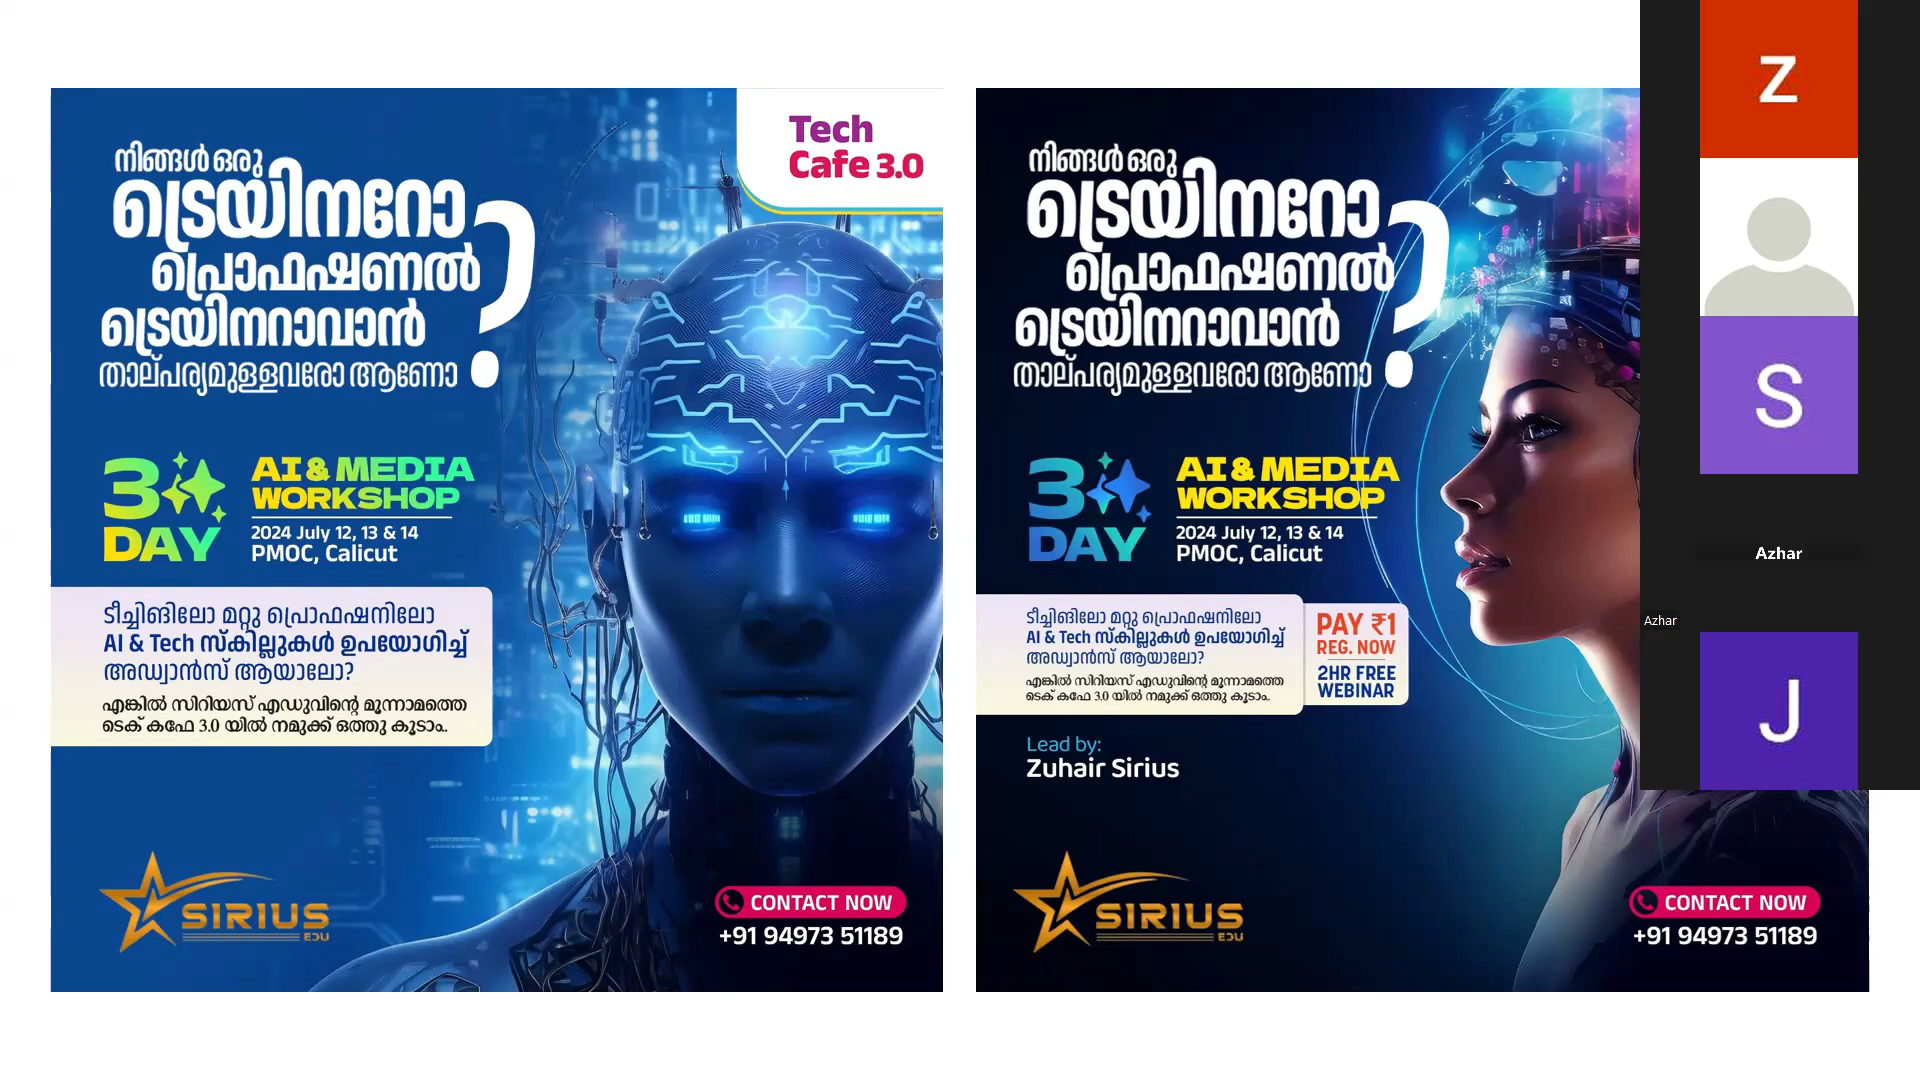 നിങ്ങൾ ഒരു
ട്രെയിനറോ
പ്രൊഫഷണൽ
ട്രെയിനറാവാൻ
താല്പര്യമുള്ളവരോ ആണോ
?
Tech
Cafe 3.0
3
DAY
AI & MEDIA
WORKSHOP
2024 July 12, 13 & 14
PMOC, Calicut
ടീച്ചിങിലോ മറ്റു പ്രൊഫഷനിലോ
AI & Tech സ്കില്ലുകൾ ഉപയോഗിച്ച്
അഡ്വാൻസ് ആയാലോ?
എങ്കിൽ സിറിയസ് എഡുവിന്റെ മൂന്നാമത്തെ
ടെക് കഫേ 3.0 യിൽ നമുക്ക് ഒത്തു കൂടാം..
SIRIUS
EDU
CONTACT NOW
+91 94973 51189
നിങ്ങൾ ഒരു
ട്രെയിനറോ
പ്രൊഫഷണൽ
ട്രെയിനറാവാൻ
താല്പര്യമുള്ളവരോ ആണോ
?
3
DAY
AI & MEDIA
WORKSHOP
2024 July 12, 13 & 14
PMOC, Calicut
ടീച്ചിങിലോ മറ്റു പ്രൊഫഷനിലോ
AI & Tech സ്കില്ലുകൾ ഉപയോഗിച്ച്
അഡ്വാൻസ് ആയാലോ?
എങ്കിൽ സിറിയസ് എഡുവിന്റെ മൂന്നാമത്തെ
ടെക് കഫേ 3.0 യിൽ നമുക്ക് ഒത്തു കൂടാം..
PAY ₹1
REG. NOW
2HR FREE
WEBINAR
Lead by:
Zuhair Sirius
SIRIUS
EDU
CONTACT NOW
+91 94973 51189
Z
S
Azhar
Azhar
J